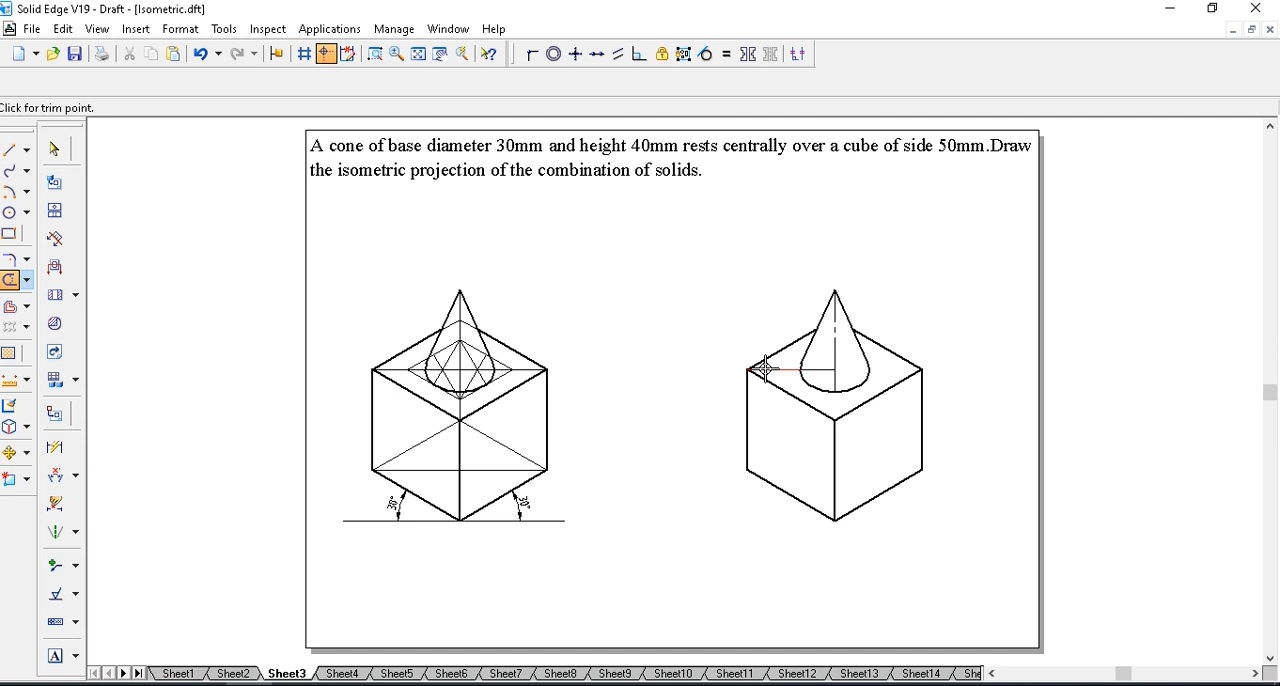 Solid Edge V19 - Draft - [Isometric.dft]
File Edit View Insert Format Tools Inspect Applications Manage Window Help
Click for trim point.
A cone of base diameter 30mm and height 40mm rests centrally over a cube of side 50mm.Draw
the isometric projection of the combination of solids.
30° 30°
A
Sheet1 Sheet2 Sheet3 Sheet4 Sheet5 Sheet6 Sheet7 Sheet8 Sheet9 Sheet10 Sheet11 Sheet12 Sheet13 Sheet14 She